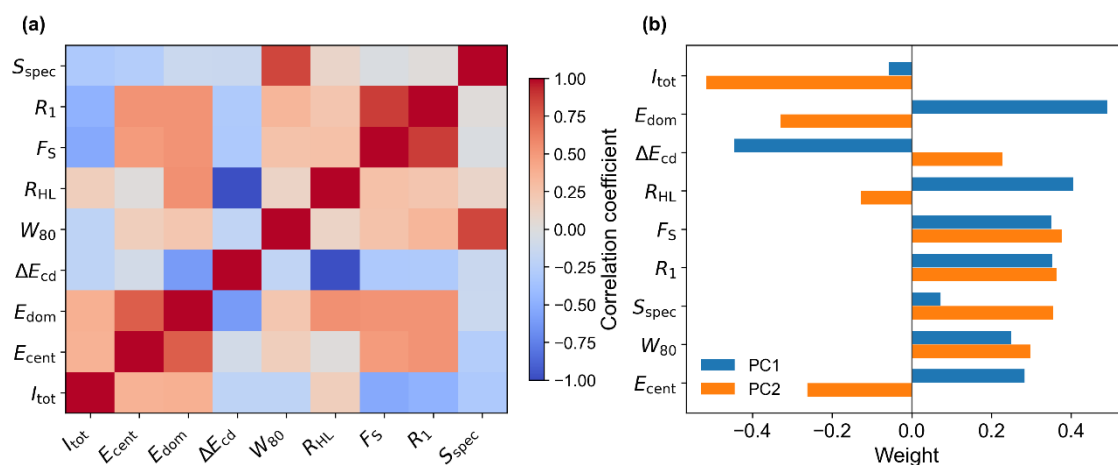 (a)
S_spec
R_1
F_S
R_HL
W_80
ΔE_cd
E_dom
E_cent
I_tot
I_tot E_cent E_dom ΔE_cd W_80 R_HL F_S R_1 S_spec
1.00
0.75
0.50
0.25
0.00
−0.25
−0.50
−0.75
−1.00
Correlation coefficient
(b)
I_tot
E_dom
ΔE_cd
R_HL
F_S
R_1
S_spec
W_80
E_cent
PC1
PC2
−0.4 −0.2 0.0 0.2 0.4
Weight